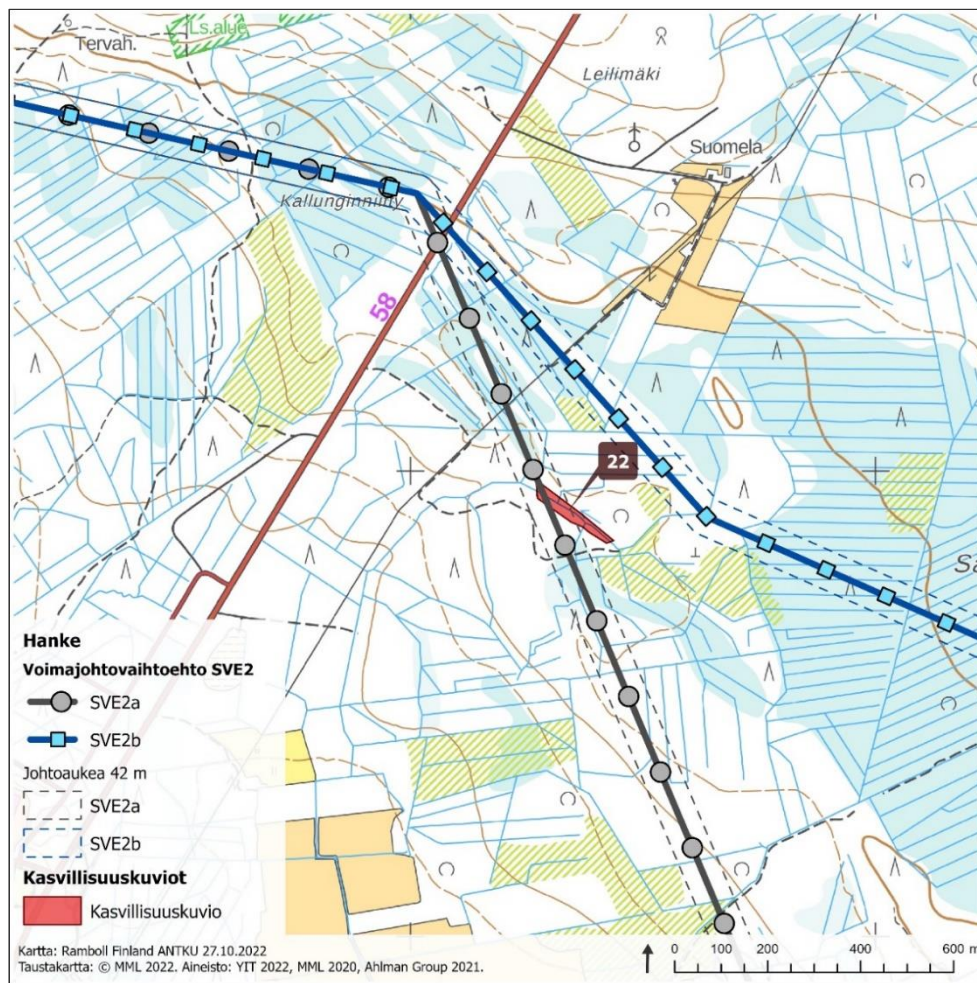 Tervah.
Ls.alue
Leilimäki
Suomela
Kallunginniitty
58
22
Sa
Hanke
Voimajohtovaihtoehto SVE2
SVE2a
SVE2b
Johtoaukea 42 m
SVE2a
SVE2b
Kasvillisuuskuviot
Kasvillisuuskuvio
Kartta: Ramboll Finland ANTKU 27.10.2022
Taustakartta: © MML 2022. Aineisto: YIT 2022, MML 2020, Ahlman Group 2021.
0 100 200 400 600 m